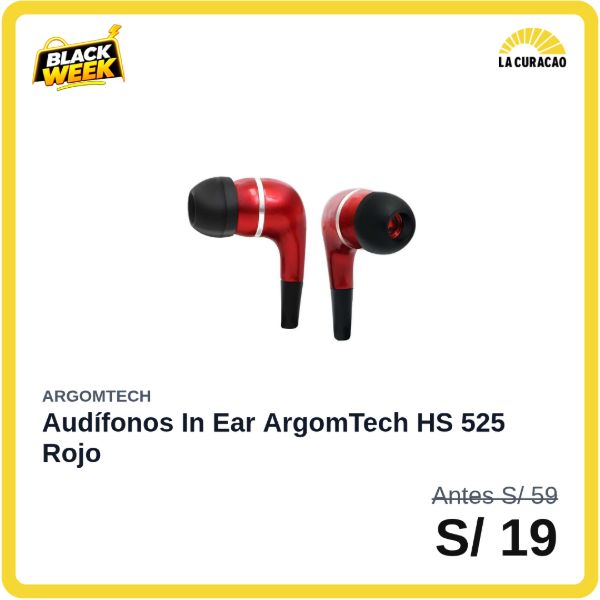 BLACK
WEEK
LA CURACAO
ARGOMTECH
Audífonos In Ear ArgomTech HS 525
Rojo
Antes S/ 59
S/ 19